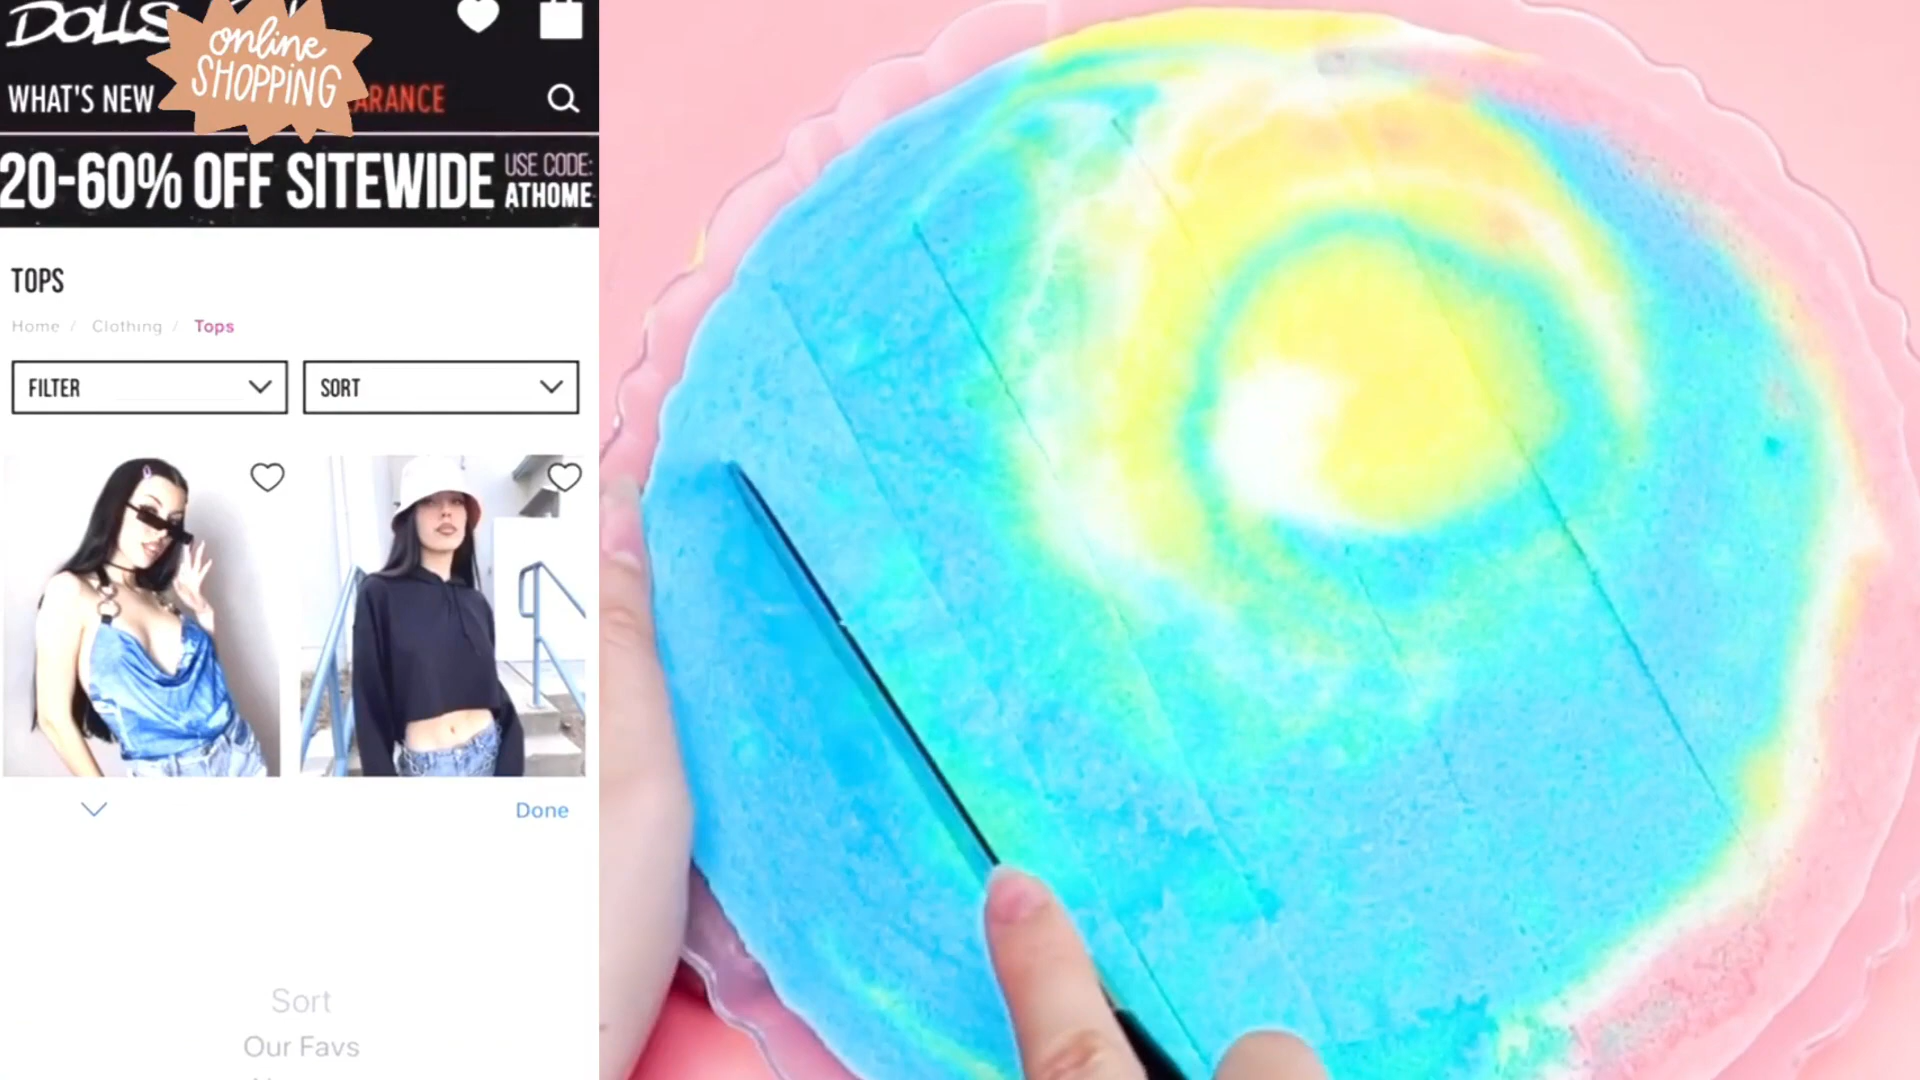 DOLLS
online
SHOPPING
WHAT'S NEW
ARANCE
20-60% OFF SITEWIDE
USE CODE:
ATHOME
TOPS
Home / Clothing / Tops
FILTER
SORT
Done
Sort
Our Favs